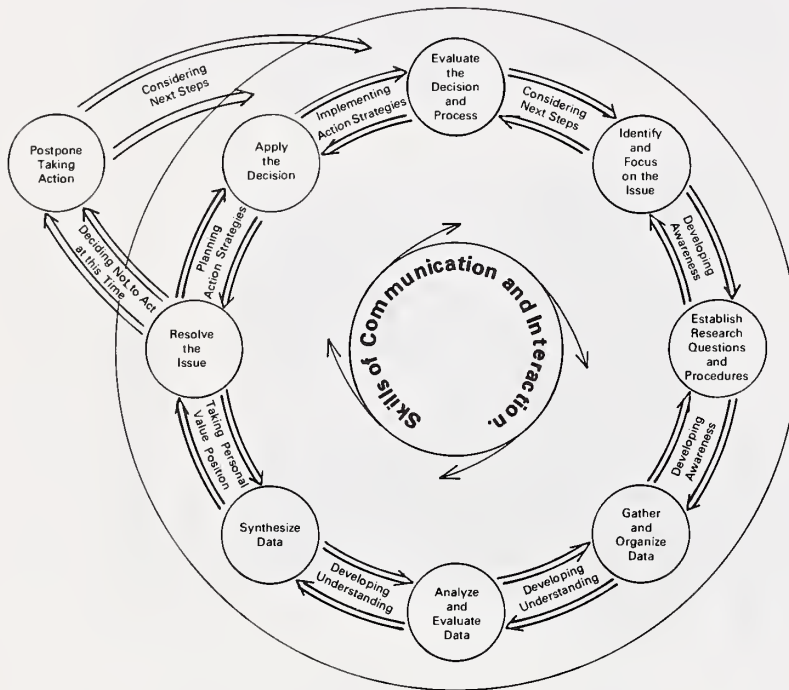 Evaluate
the
Decision
and
Process
Considering
Next Steps
Identify
and
Focus
on the
Issue
Developing
Awareness
Establish
Research
Questions
and
Procedures
Developing
Awareness
Gather
and
Organize
Data
Developing
Understanding
Analyze
and
Evaluate
Data
Developing
Understanding
Synthesize
Data
Taking Personal
Value Position
Resolve
the
Issue
Planning
Action Strategies
Apply
the
Decision
Implementing
Action Strategies
Deciding Not to Act
at this Time
Postpone
Taking
Action
Considering
Next Steps
Skills of Communication and Interaction.